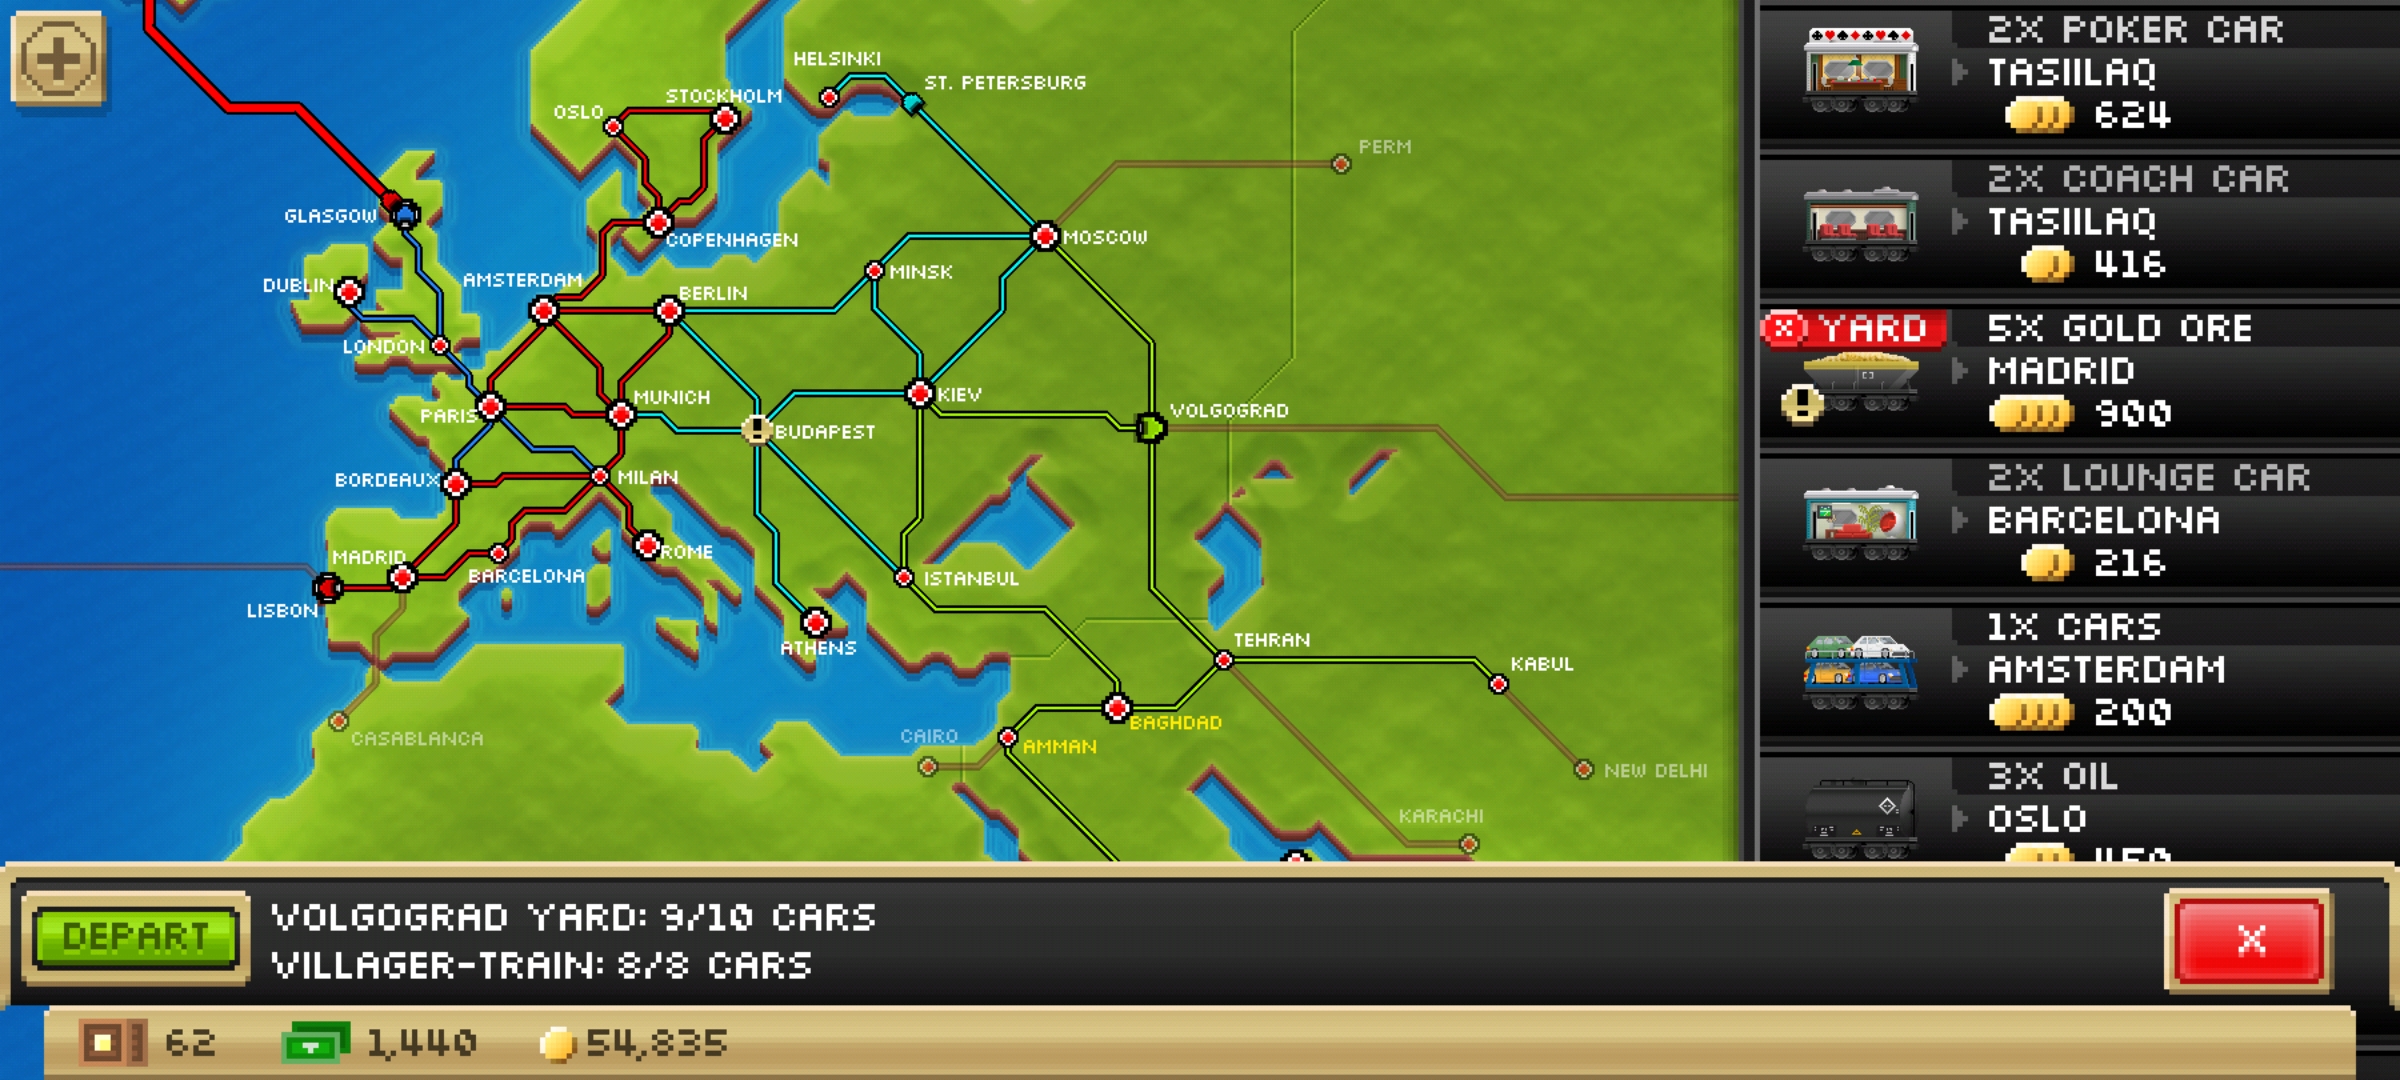 HELSINKI
ST. PETERSBURG
STOCKHOLM
OSLO
PERM
GLASGOW
COPENHAGEN
MOSCOW
MINSK
DUBLIN
AMSTERDAM
BERLIN
LONDON
MUNICH
KIEV
PARIS
VOLGOGRAD
BUDAPEST
BORDEAUX
MILAN
MADRID
ROME
BARCELONA
ISTANBUL
LISBON
ATHENS
TEHRAN
KABUL
BAGHDAD
CASABLANCA
CAIRO
AMMAN
NEW DELHI
KARACHI
2X POKER CAR
TASIILAQ
624
2X COACH CAR
TASIILAQ
416
X YARD
5X GOLD ORE
MADRID
900
2X LOUNGE CAR
BARCELONA
216
1X CARS
AMSTERDAM
200
3X OIL
OSLO
DEPART
VOLGOGRAD YARD: 9/10 CARS
VILLAGER-TRAIN: 8/8 CARS
X
62
1,440
54,835